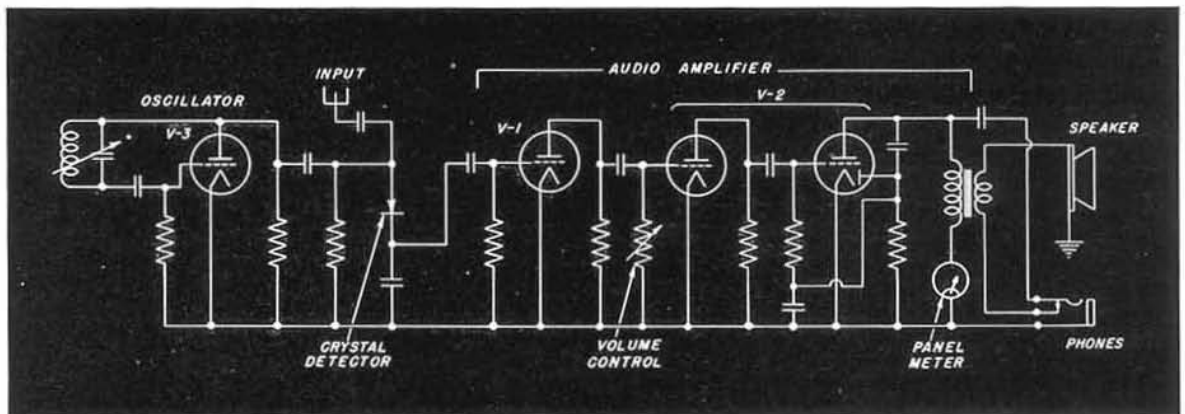 AUDIO AMPLIFIER
INPUT
V-2
OSCILLATOR
V-3
V-1
SPEAKER
CRYSTAL
DETECTOR
VOLUME
CONTROL
PANEL
METER
PHONES